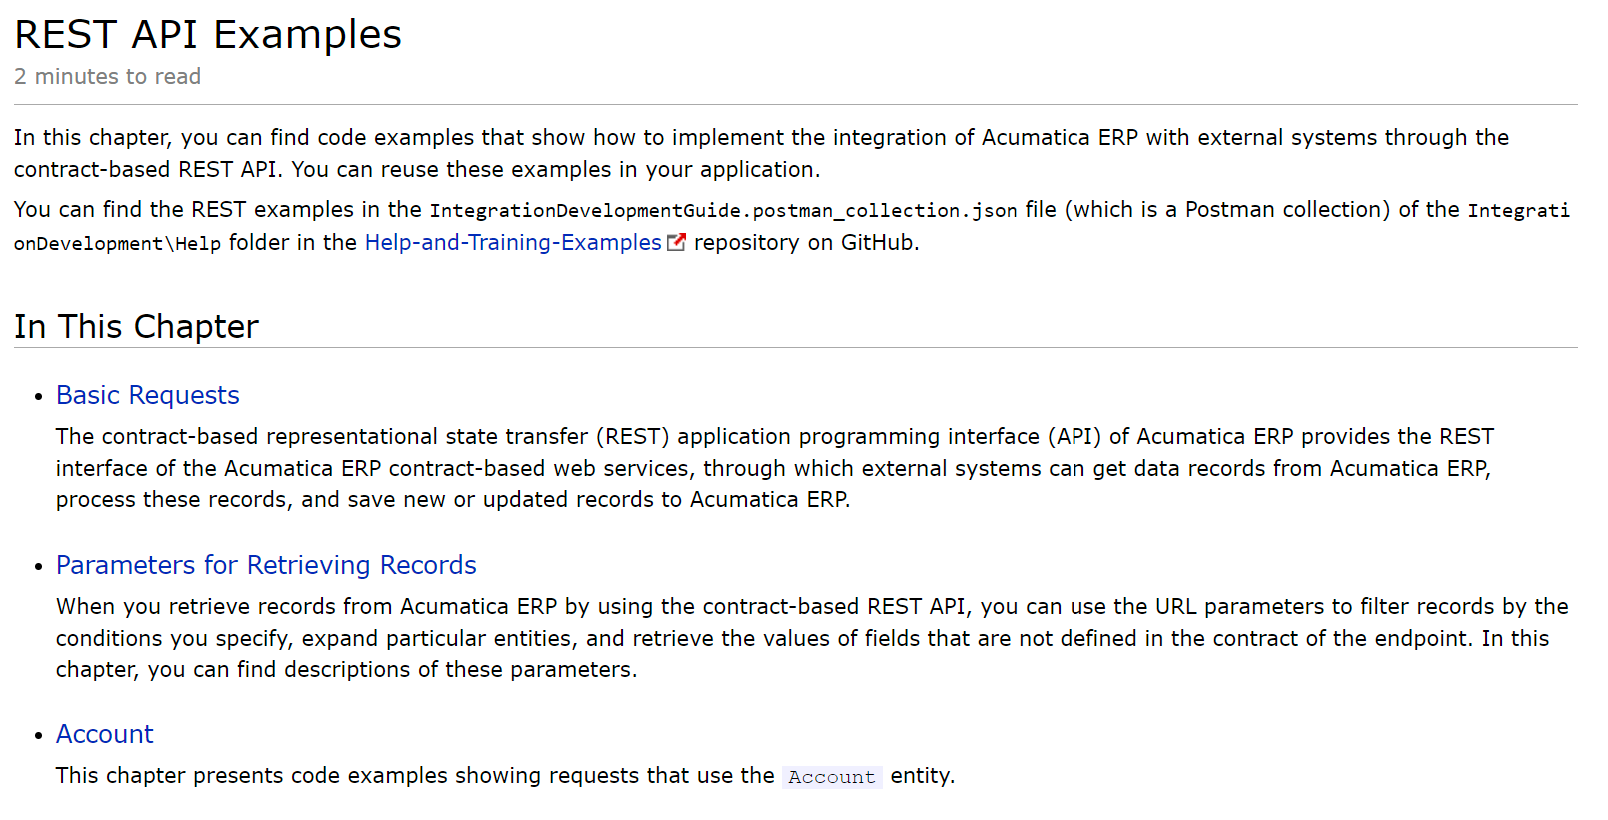 REST API Examples
2 minutes to read
In this chapter, you can find code examples that show how to implement the integration of Acumatica ERP with external systems through the
contract-based REST API. You can reuse these examples in your application.
You can find the REST examples in the IntegrationDevelopmentGuide.postman_collection.json file (which is a Postman collection) of the Integrati
onDevelopment\Help folder in the Help-and-Training-Examples repository on GitHub.
In This Chapter
• Basic Requests
The contract-based representational state transfer (REST) application programming interface (API) of Acumatica ERP provides the REST
interface of the Acumatica ERP contract-based web services, through which external systems can get data records from Acumatica ERP,
process these records, and save new or updated records to Acumatica ERP.
• Parameters for Retrieving Records
When you retrieve records from Acumatica ERP by using the contract-based REST API, you can use the URL parameters to filter records by the
conditions you specify, expand particular entities, and retrieve the values of fields that are not defined in the contract of the endpoint. In this
chapter, you can find descriptions of these parameters.
• Account
This chapter presents code examples showing requests that use the Account entity.